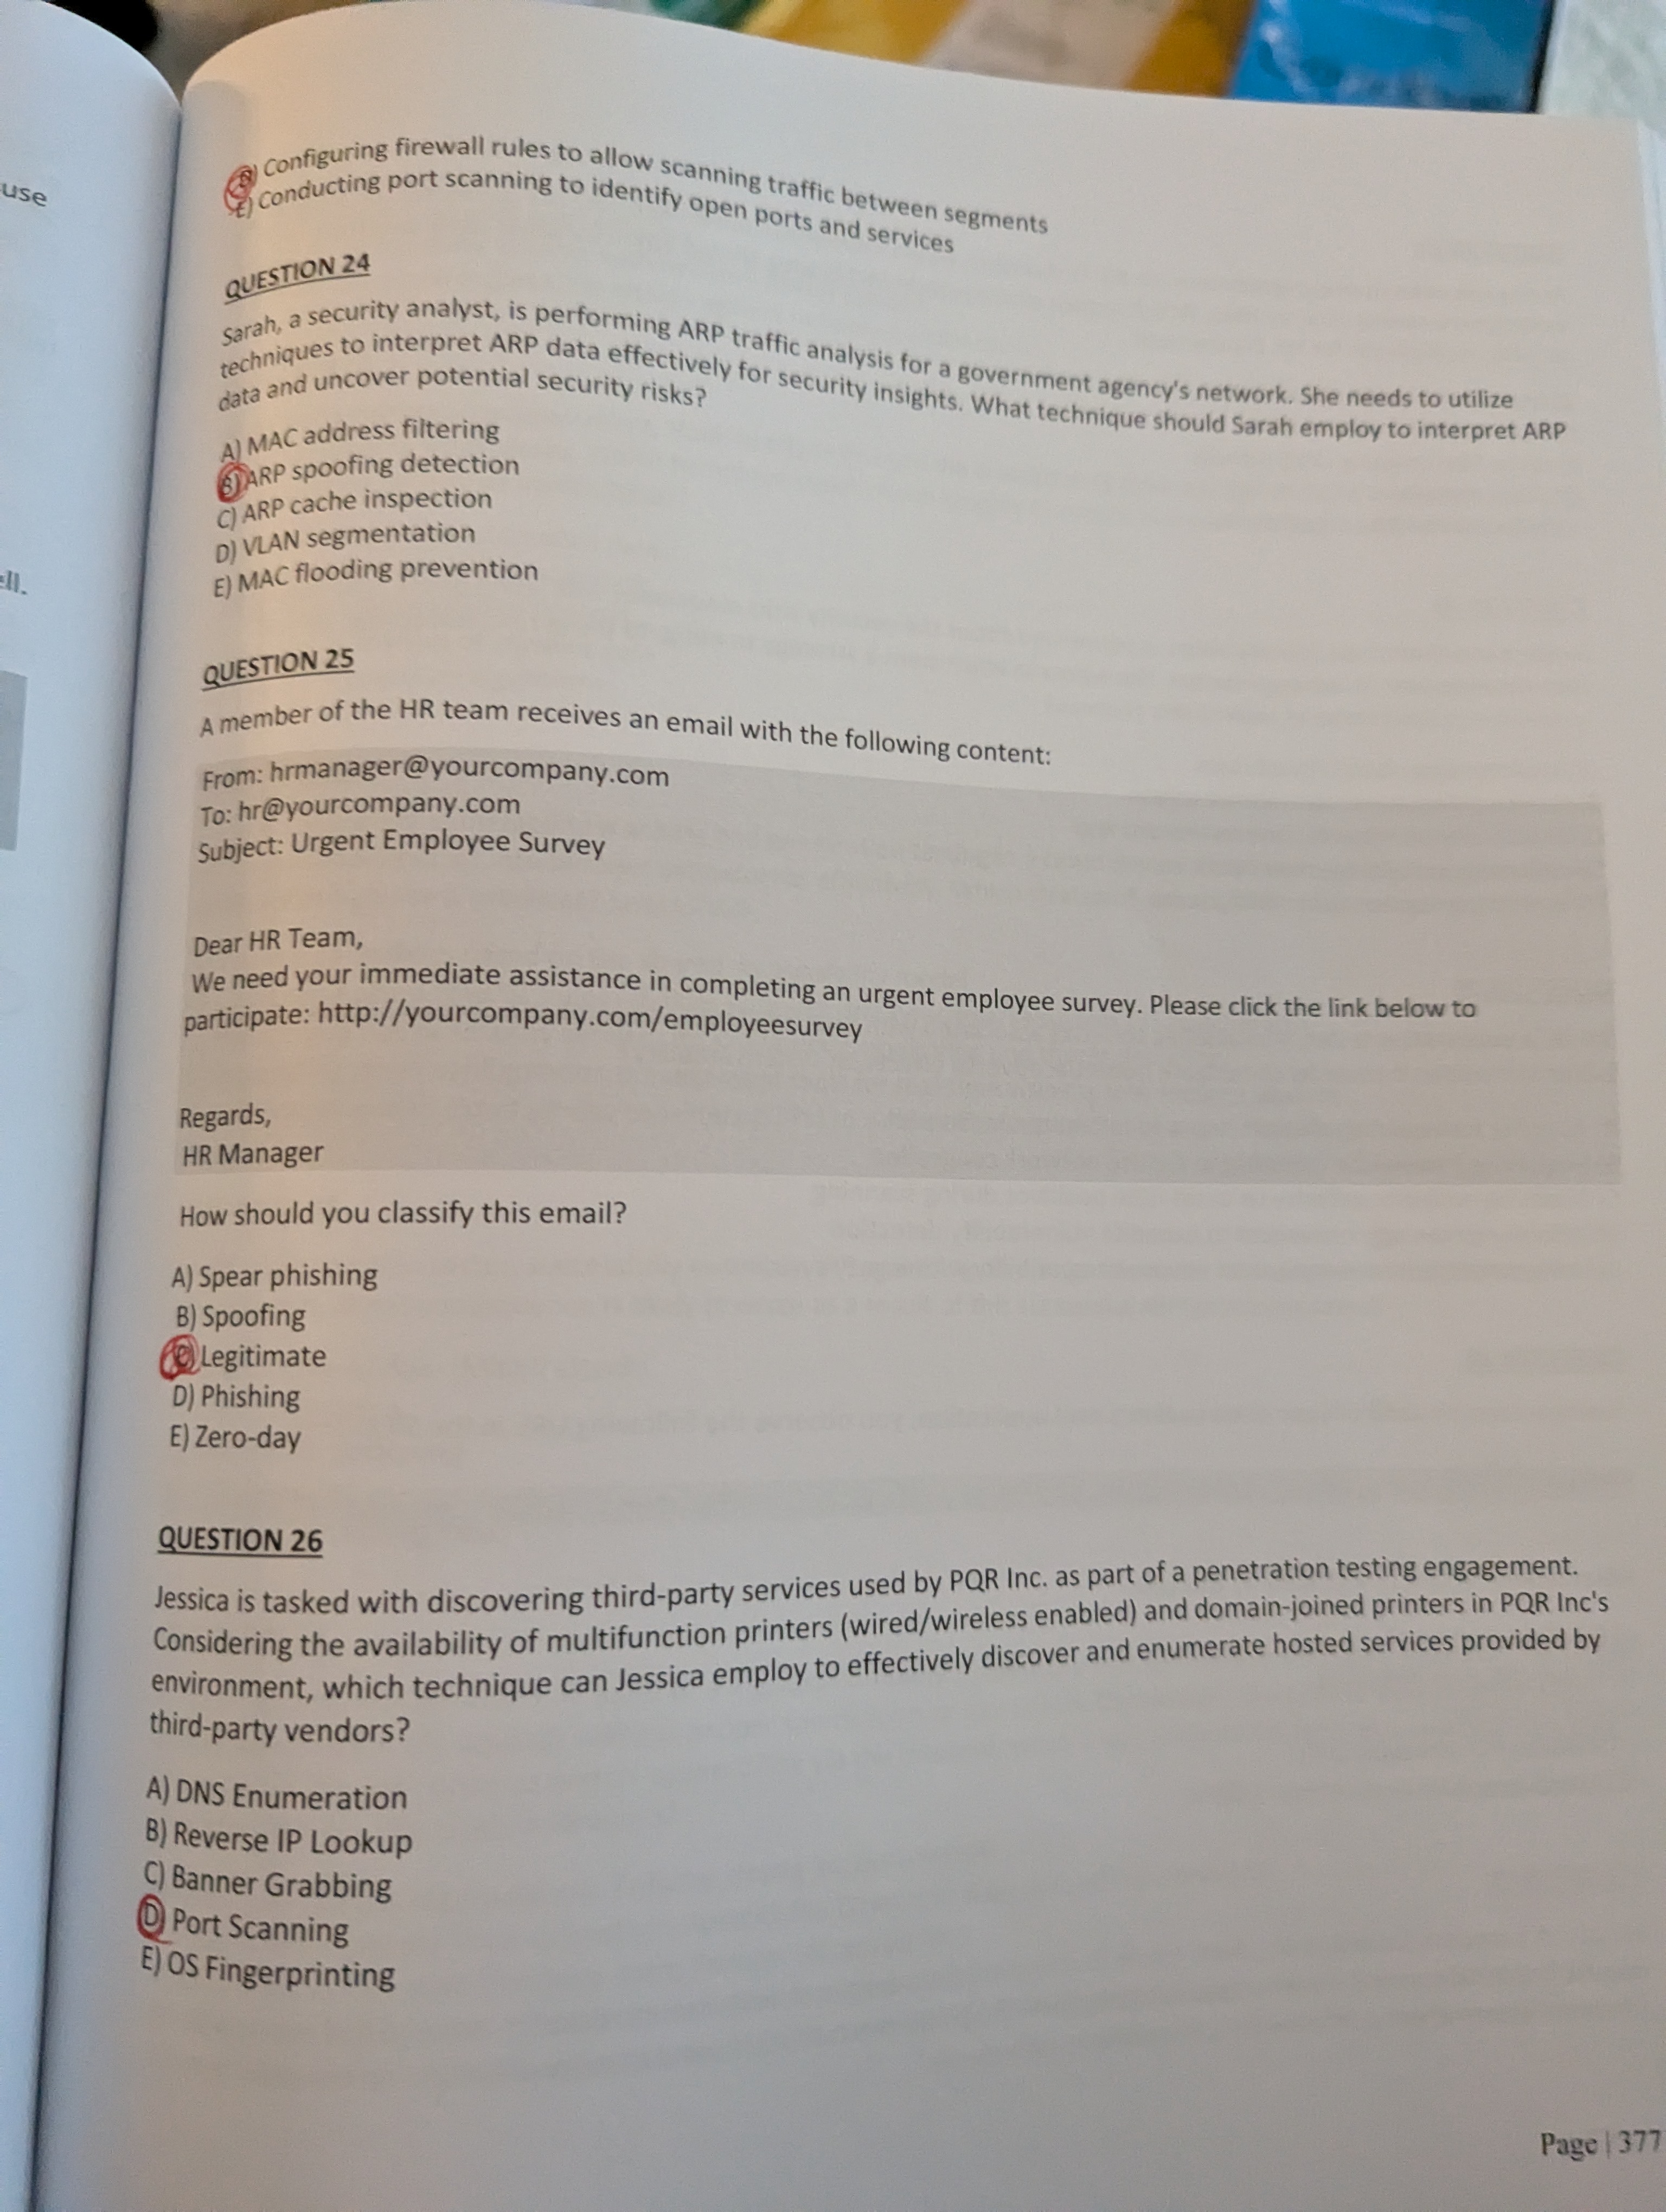 use
D) Configuring firewall rules to allow scanning traffic between segments
E) Conducting port scanning to identify open ports and services
QUESTION 24
Sarah, a security analyst, is performing ARP traffic analysis for a government agency's network. She needs to utilize
techniques to interpret ARP data effectively for security insights. What technique should Sarah employ to interpret ARP
data and uncover potential security risks?
A) MAC address filtering
B) ARP spoofing detection
C) ARP cache inspection
D) VLAN segmentation
E) MAC flooding prevention
ell.
QUESTION 25
A member of the HR team receives an email with the following content:
From: hrmanager@yourcompany.com
To: hr@yourcompany.com
Subject: Urgent Employee Survey
Dear HR Team,
We need your immediate assistance in completing an urgent employee survey. Please click the link below to
participate: http://yourcompany.com/employeesurvey
Regards,
HR Manager
How should you classify this email?
A) Spear phishing
B) Spoofing
C) Legitimate
D) Phishing
E) Zero-day
QUESTION 26
Jessica is tasked with discovering third-party services used by PQR Inc. as part of a penetration testing engagement.
Considering the availability of multifunction printers (wired/wireless enabled) and domain-joined printers in PQR Inc's
environment, which technique can Jessica employ to effectively discover and enumerate hosted services provided by
third-party vendors?
A) DNS Enumeration
B) Reverse IP Lookup
C) Banner Grabbing
D) Port Scanning
E) OS Fingerprinting
Page | 377